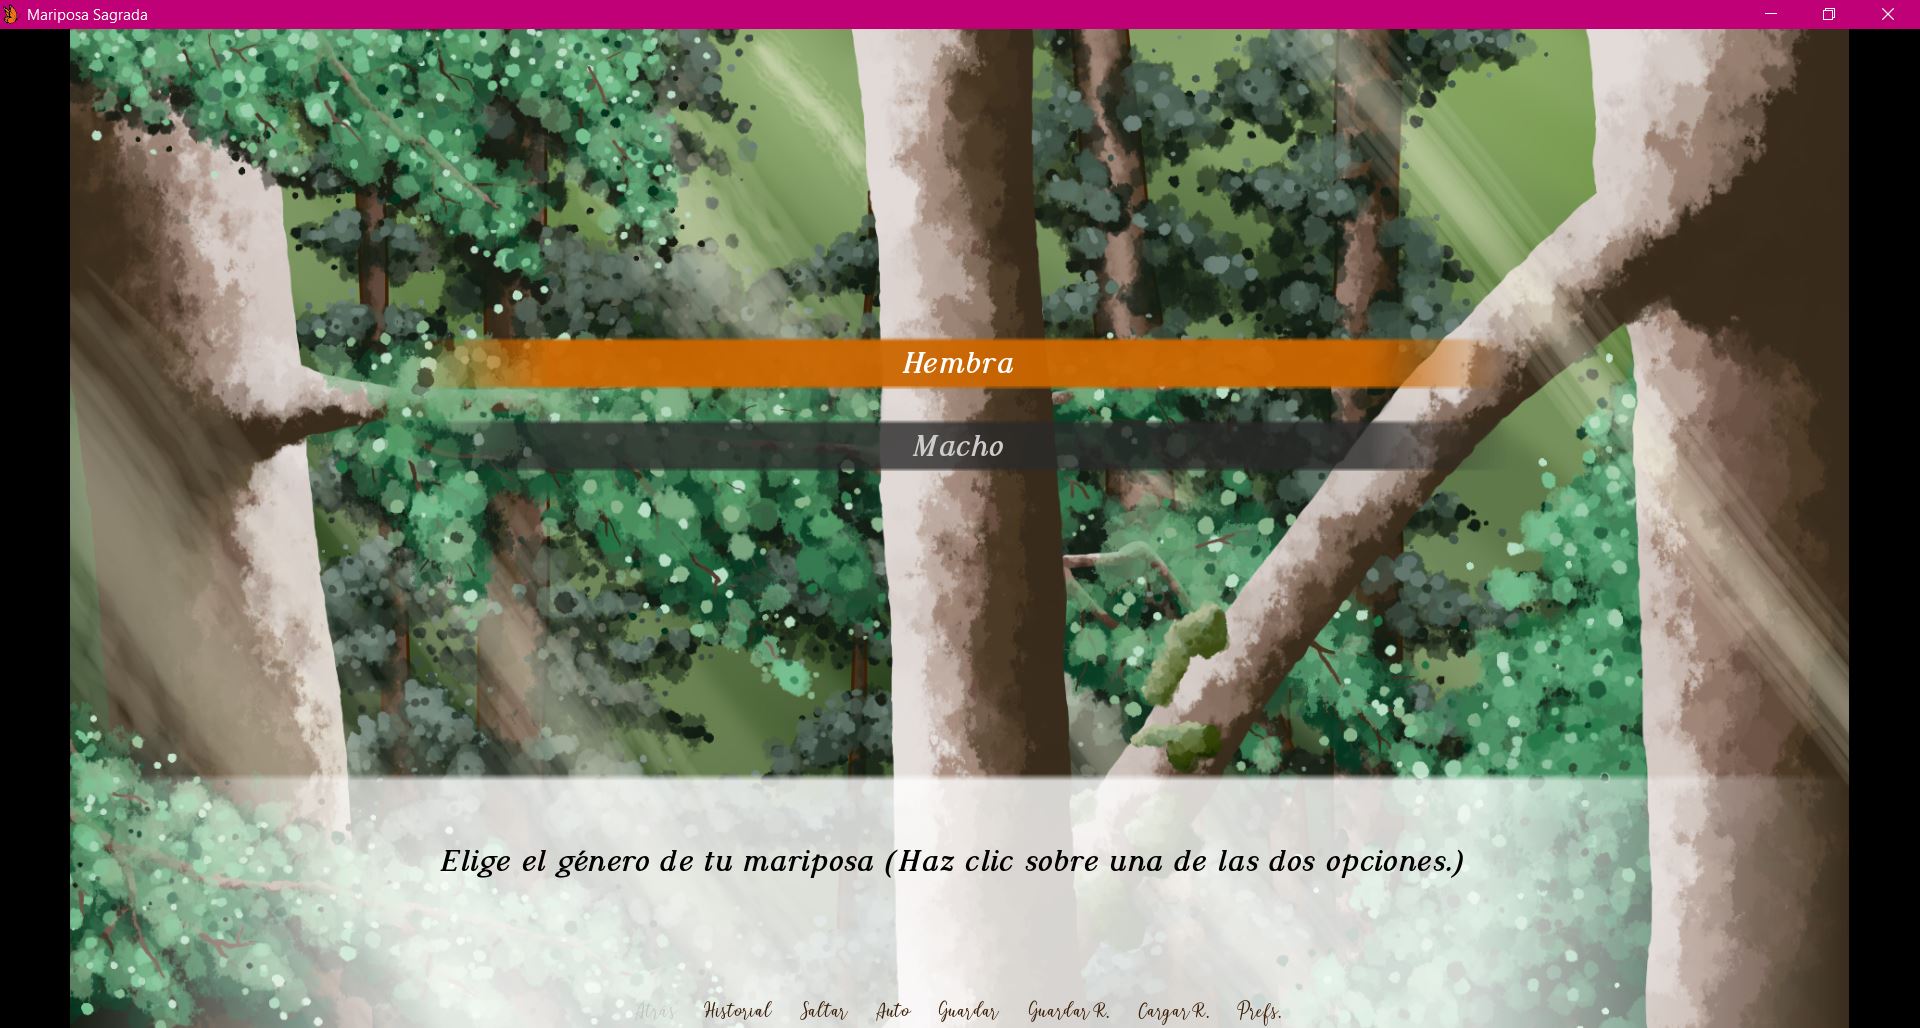 Mariposa Sagrada
Hembra
Macho
Elige el género de tu mariposa (Haz clic sobre una de las dos opciones.)
Atrás Historial Saltar Auto Guardar Guardar R. Cargar R. Prefs.